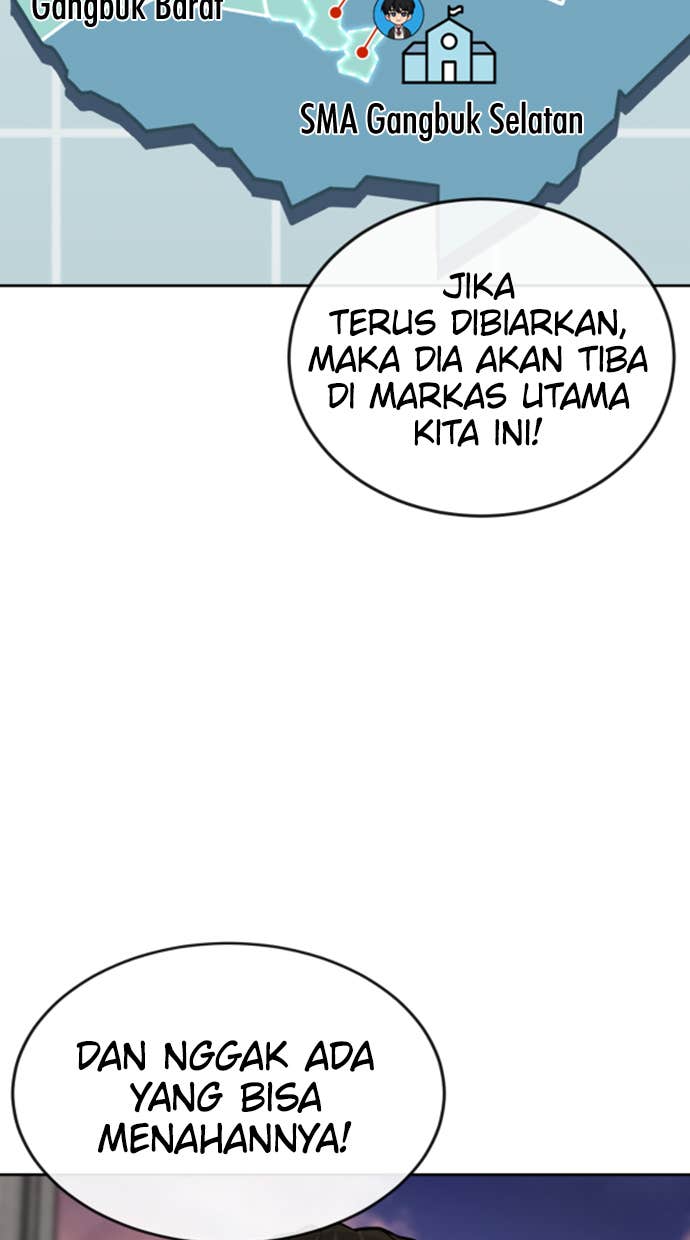 Gangbuk Barat
SMA Gangbuk Selatan
JIKA
TERUS DIBIARKAN,
MAKA DIA AKAN TIBA
DI MARKAS UTAMA
KITA INI!
DAN NGGAK ADA
YANG BISA
MENAHANNYA!